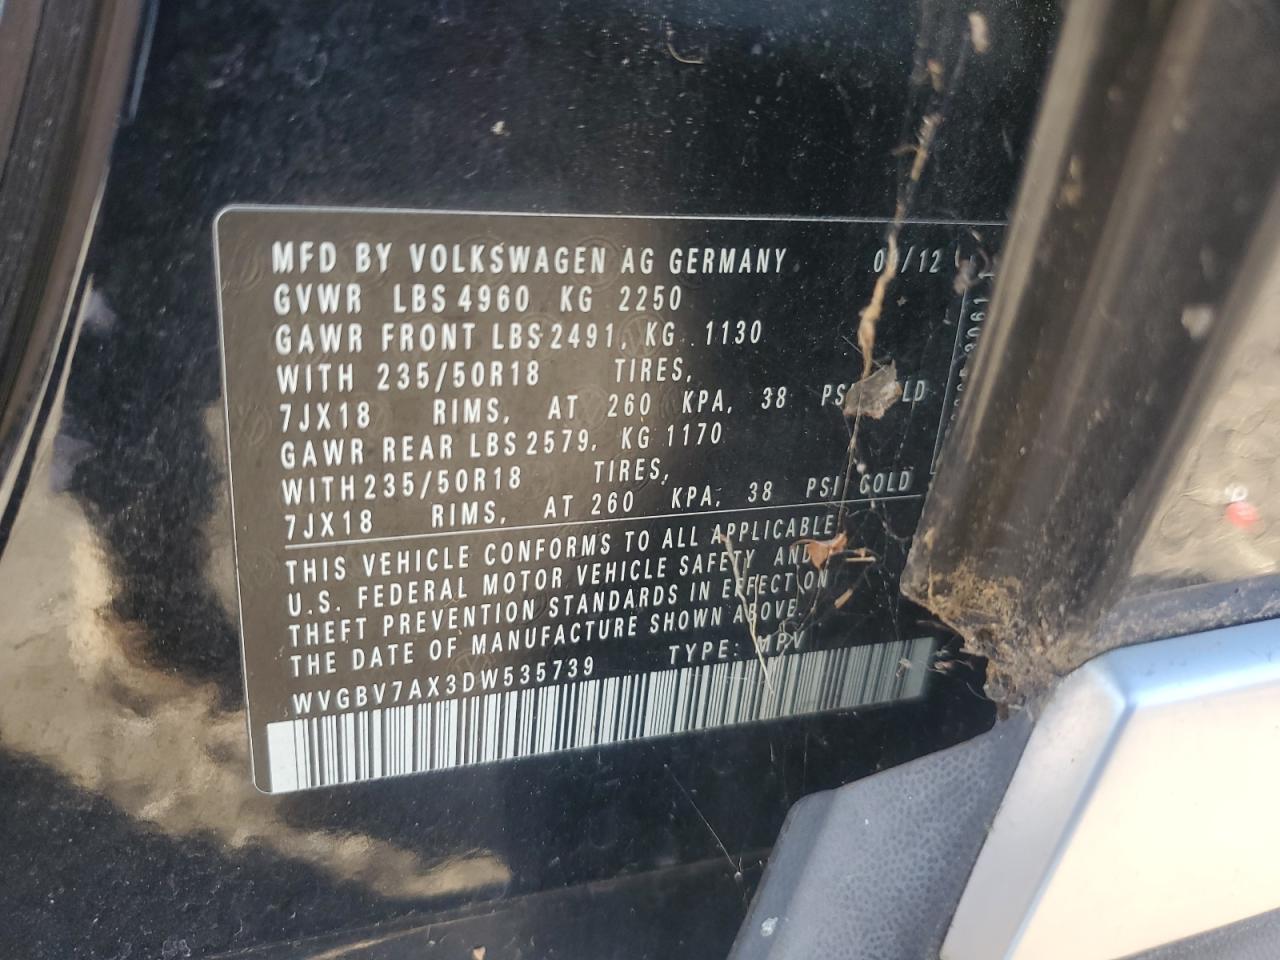 MFD BY VOLKSWAGEN AG GERMANY
GVWR LBS 4960 KG 2250
GAWR FRONT LBS 2491, KG 1130
WITH 235/50R18 TIRES,
7JX18 RIMS, AT 260 KPA, 38
GAWR REAR LBS 2579, KG 1170
WITH 235/50R18 TIRES,
7JX18 RIMS, AT 260 KPA, 38 PSI COLD
THIS VEHICLE CONFORMS TO ALL APPLICABLE
U.S. FEDERAL MOTOR VEHICLE SAFETY AND
THEFT PREVENTION STANDARDS IN EFFECT ON
THE DATE OF MANUFACTURE SHOWN ABOVE.
WVGBV7AX3DW535739 TYPE: MPV